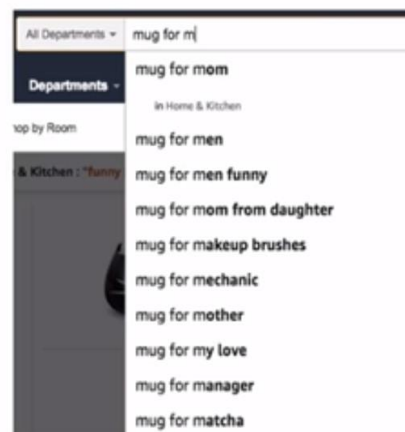 All Departments mug for m
mug for mom
Departments
in Home & Kitchen
hop by Room
mug for men
& Kitchen : "funny
mug for men funny
mug for mom from daughter
mug for makeup brushes
mug for mechanic
mug for mother
mug for my love
mug for manager
mug for matcha